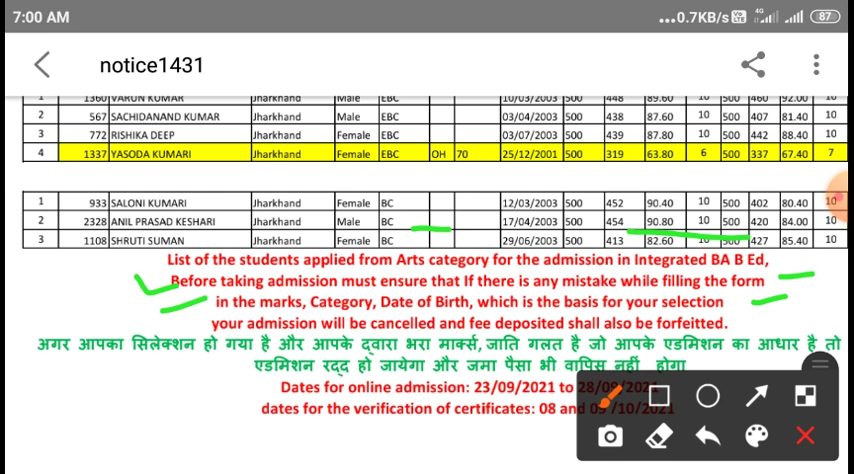 7:00 AM ...0.7KB/s 4G 87
notice1431
1 1360 VARUN KUMAR Jharkhand Male EBC 10/03/2003 500 448 89.60 10 500 460 92.00 10
2 567 SACHIDANAND KUMAR Jharkhand Male EBC 03/04/2003 500 438 87.60 10 500 407 81.40 10
3 772 RISHIKA DEEP Jharkhand Female EBC 03/07/2003 500 439 87.80 10 500 442 88.40 10
4 1337 YASODA KUMARI Jharkhand Female EBC OH 70 25/12/2001 500 319 63.80 6 500 337 67.40 7
1 933 SALONI KUMARI Jharkhand Female BC 12/03/2003 500 452 90.40 10 500 402 80.40 10
2 2328 ANIL PRASAD KESHARI Jharkhand Male BC 17/04/2003 500 454 90.80 10 500 420 84.00 10
3 1108 SHRUTI SUMAN Jharkhand Female BC 29/06/2003 500 413 82.60 10 500 427 85.40 10
List of the students applied from Arts category for the admission in Integrated BA B Ed,
Before taking admission must ensure that If there is any mistake while filling the form
in the marks, Category, Date of Birth, which is the basis for your selection
your admission will be cancelled and fee deposited shall also be forfeitted.
अगर आपका सिलेक्शन हो गया है और आपके द्वारा भरा मार्क्स, जाति गलत है जो आपके एडमिशन का आधार है तो
एडमिशन रद्द हो जायेगा और जमा पैसा भी वापिस नहीं होगा
Dates for online admission: 23/09/2021 to 28/09/2021
dates for the verification of certificates: 08 and 09 /10/2021